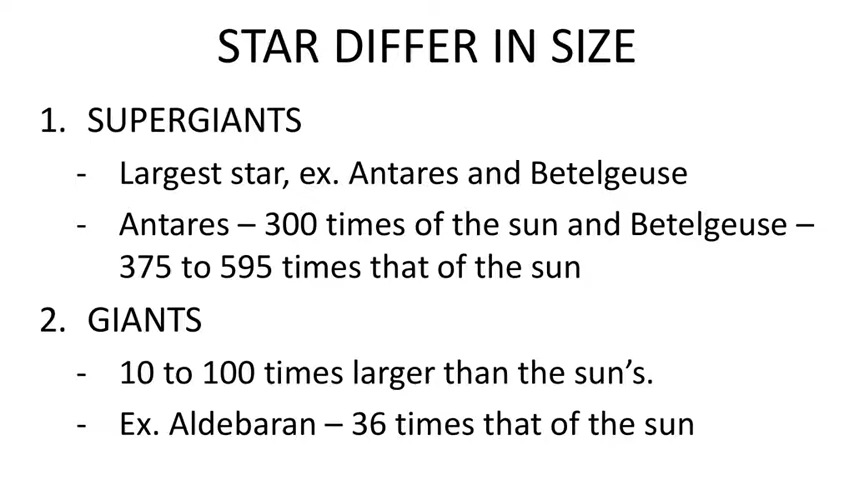 STAR DIFFER IN SIZE
1. SUPERGIANTS
- Largest star, ex. Antares and Betelgeuse
- Antares – 300 times of the sun and Betelgeuse –
375 to 595 times that of the sun
2. GIANTS
- 10 to 100 times larger than the sun’s.
- Ex. Aldebaran – 36 times that of the sun